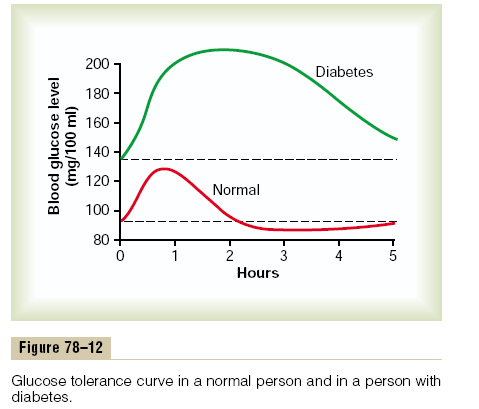 200
180
160
140
120
100
80
Blood glucose level
(mg/100 ml)
Diabetes
Normal
0 1 2 3 4 5
Hours
Figure 78–12
Glucose tolerance curve in a normal person and in a person with
diabetes.